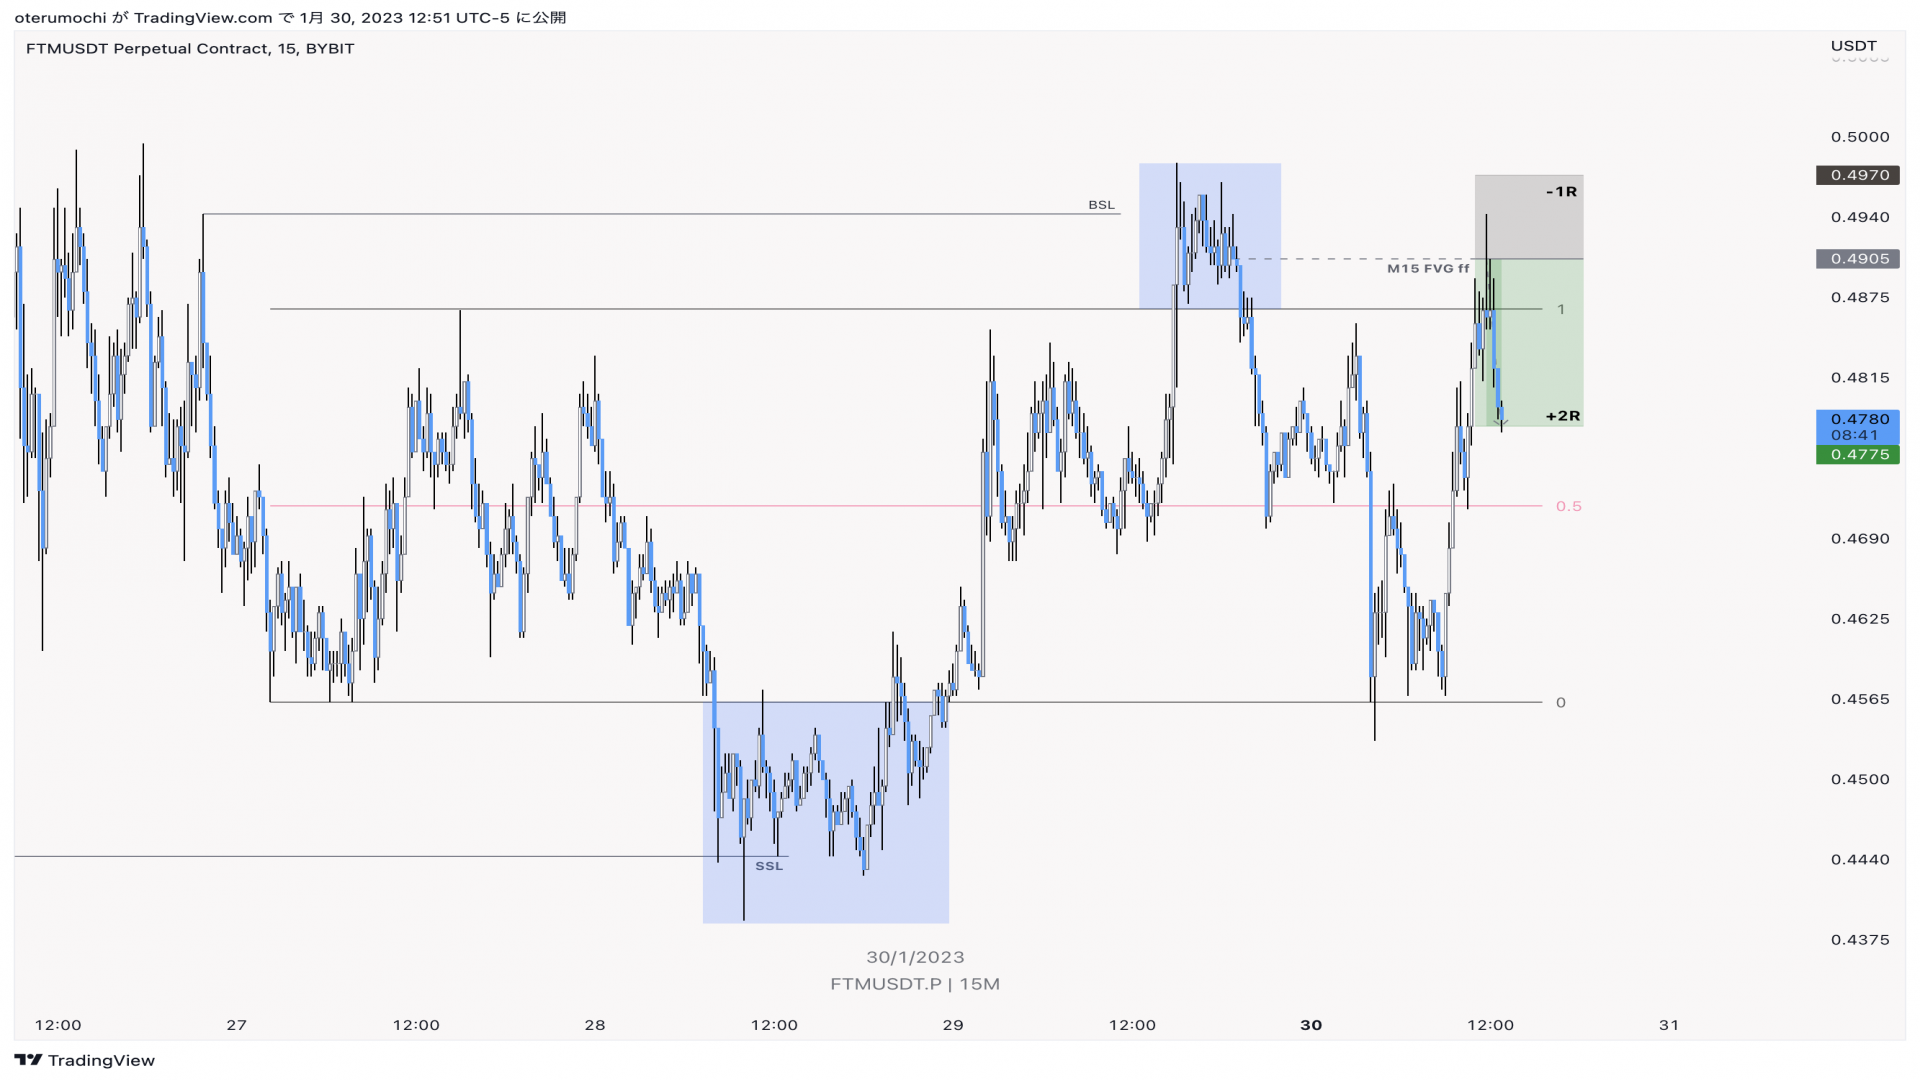 oterumochi が TradingView.com で 1月 30, 2023 12:51 UTC-5 に公開
FTMUSDT Perpetual Contract, 15, BYBIT
USDT
0.5000
0.4970
-1R
BSL
0.4940
0.4905
M15 FVG ff
0.4875
1
0.4815
+2R
0.4780
08:41
0.4775
0.5
0.4690
0.4625
0
0.4565
0.4500
0.4440
SSL
0.4375
30/1/2023
FTMUSDT.P | 15M
12:00 27 12:00 28 12:00 29 12:00 30 12:00 31
TradingView